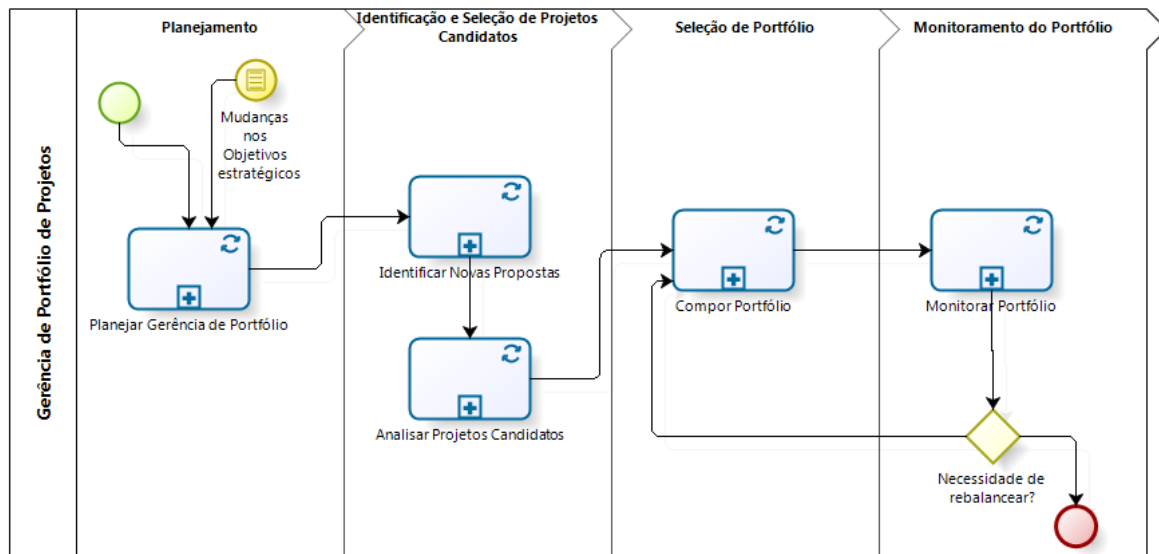 Gerência de Portfólio de Projetos
Planejamento
Identificação e Seleção de Projetos
Candidatos
Seleção de Portfólio
Monitoramento do Portfólio
Mudanças
nos
Objetivos
estratégicos
Planejar Gerência de Portfólio
Identificar Novas Propostas
Analisar Projetos Candidatos
Compor Portfólio
Monitorar Portfólio
Necessidade de
rebalancear?